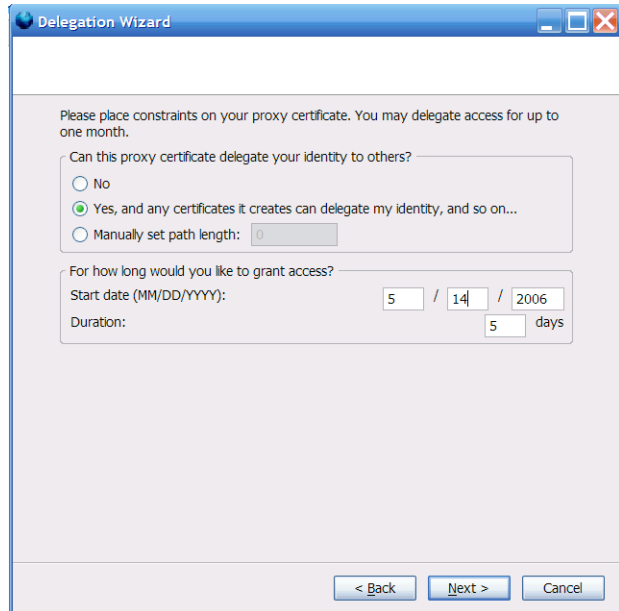 Delegation Wizard
Please place constraints on your proxy certificate. You may delegate access for up to
one month.
Can this proxy certificate delegate your identity to others?
No
Yes, and any certificates it creates can delegate my identity, and so on...
Manually set path length: 0
For how long would you like to grant access?
Start date (MM/DD/YYYY): 5 / 14 / 2006
Duration: 5 days
< Back Next > Cancel